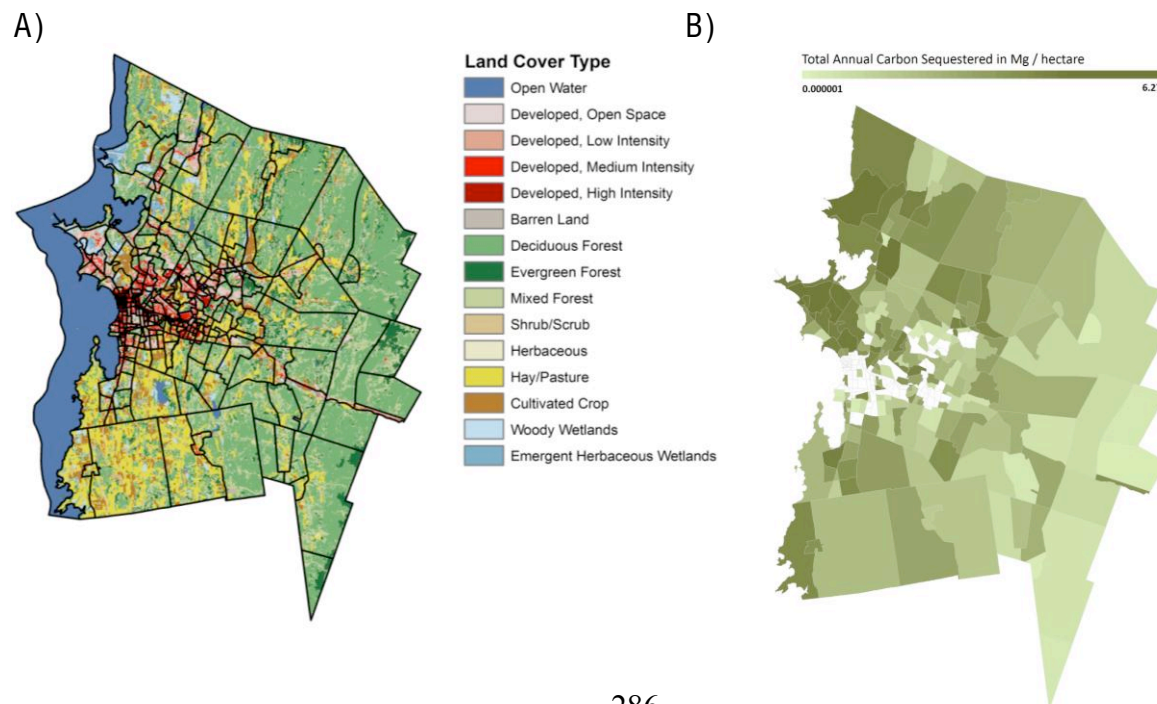 A)
B)
Land Cover Type
Open Water
Developed, Open Space
Developed, Low Intensity
Developed, Medium Intensity
Developed, High Intensity
Barren Land
Deciduous Forest
Evergreen Forest
Mixed Forest
Shrub/Scrub
Herbaceous
Hay/Pasture
Cultivated Crop
Woody Wetlands
Emergent Herbaceous Wetlands
Total Annual Carbon Sequestered in Mg / hectare
0.000001